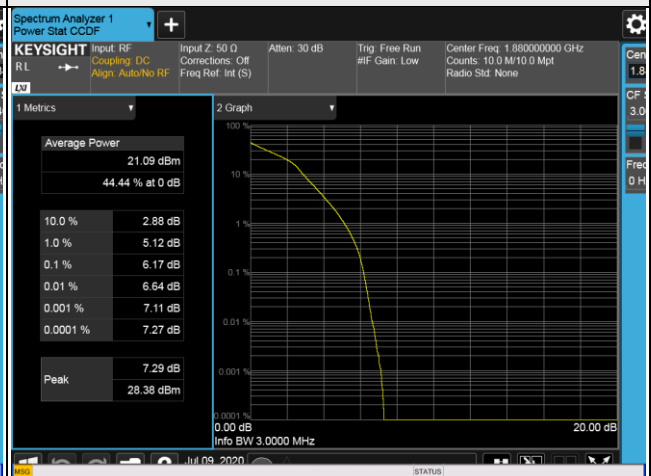 Spectrum Analyzer 1
Power Stat CCDF
KEYSIGHT
RL
LXI
Input: RF
Coupling: DC
Align: Auto/No RF
Input Z: 50 Ω
Corrections: Off
Freq Ref: Int (S)
Atten: 30 dB
Trig: Free Run
#IF Gain: Low
Center Freq: 1.880000000 GHz
Counts: 10.0 M/10.0 Mpt
Radio Std: None
1 Metrics
Average Power
21.09 dBm
44.44 % at 0 dB
10.0 % 2.88 dB
1.0 % 5.12 dB
0.1 % 6.17 dB
0.01 % 6.64 dB
0.001 % 7.11 dB
0.0001 % 7.27 dB
Peak
7.29 dB
28.38 dBm
2 Graph
100 %
10 %
1 %
0.1 %
0.01 %
0.001 %
0.0001 %
0.00 dB
20.00 dB
Info BW 3.0000 MHz
Cen
1.8
CF S
3.0
Freq
0 H
Jul 09, 2020
MSG
STATUS